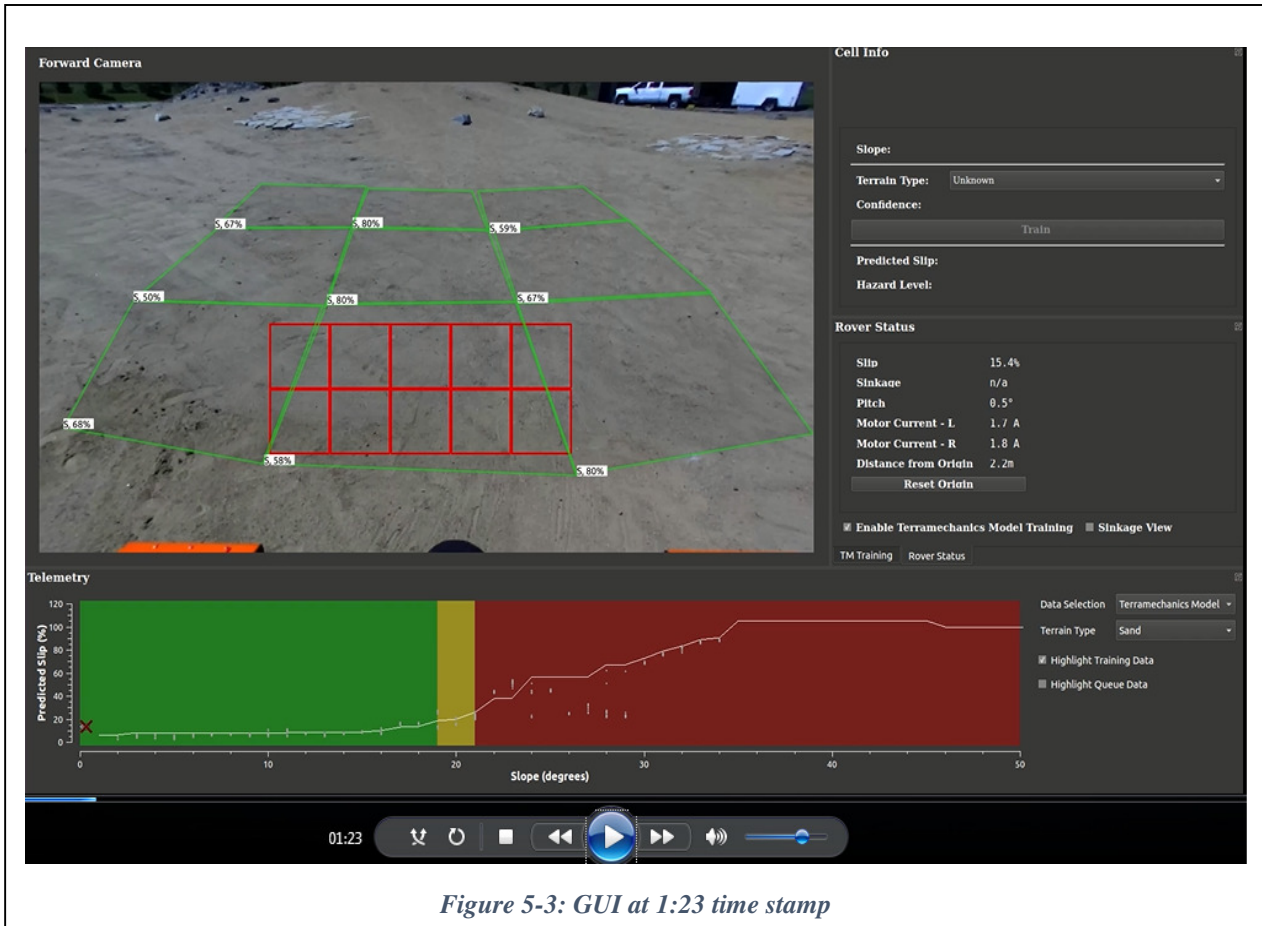 Forward Camera
S, 67%
S, 80%
S, 59%
S, 50%
S, 80%
S, 67%
S, 68%
S, 58%
S, 80%
Cell Info
Slope:
Terrain Type: Unknown
Confidence:
Train
Predicted Slip:
Hazard Level:
Rover Status
Slip 15.4%
Sinkage n/a
Pitch 0.5°
Motor Current - L 1.7 A
Motor Current - R 1.8 A
Distance from Origin 2.2m
Reset Origin
Enable Terramechanics Model Training Sinkage View
TM Training Rover Status
Telemetry
120
100
80
60
40
20
0
Predicted Slip (%)
0 10 20 30 40 50
Slope (degrees)
Data Selection Terramechanics Model
Terrain Type Sand
Highlight Training Data
Highlight Queue Data
01:23
Figure 5-3: GUI at 1:23 time stamp